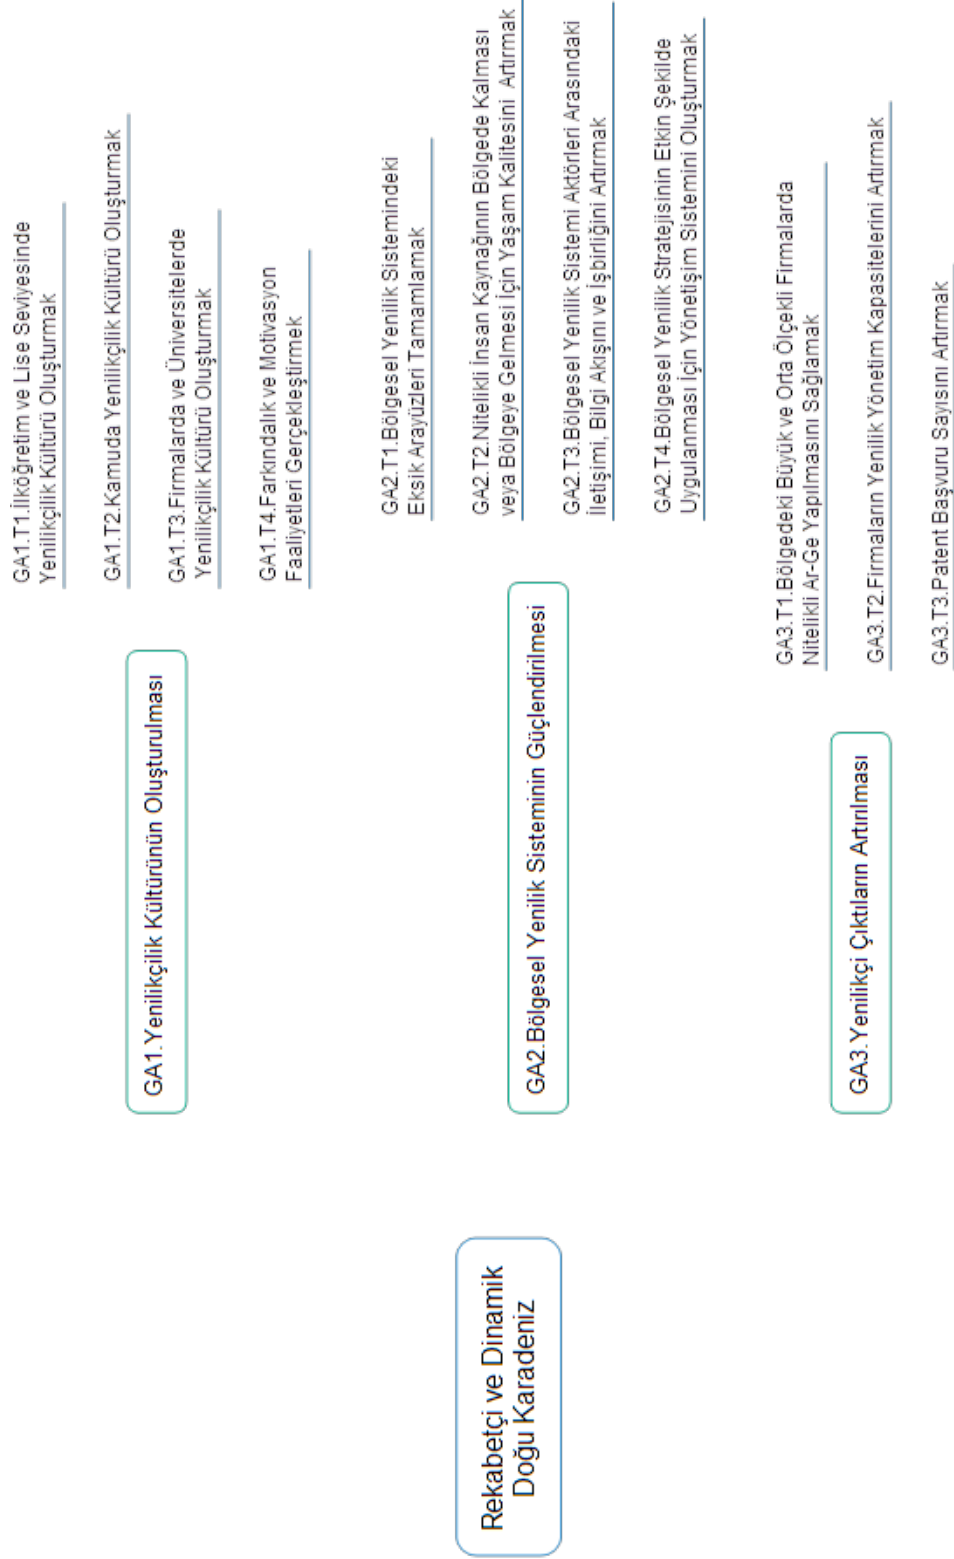 Rekabetçi ve Dinamik
Doğu Karadeniz
GA1.Yenilikçilik Kültürünün Oluşturulması
GA1.T1.İlköğretim ve Lise Seviyesinde
Yenilikçilik Kültürü Oluşturmak
GA1.T2.Kamuda Yenilikçilik Kültürü Oluşturmak
GA1.T3.Firmalarda ve Üniversitelerde
Yenilikçilik Kültürü Oluşturmak
GA1.T4.Farkındalık ve Motivasyon
Faaliyetleri Gerçekleştirmek
GA2.Bölgesel Yenilik Sisteminin Güçlendirilmesi
GA2.T1.Bölgesel Yenilik Sistemindeki
Eksik Arayüzleri Tamamlamak
GA2.T2.Nitelikli İnsan Kaynağının Bölgede Kalması
veya Bölgeye Gelmesi İçin Yaşam Kalitesini Artırmak
GA2.T3.Bölgesel Yenilik Sistemi Aktörleri Arasındaki
İletişimi, Bilgi Akışını ve İşbirliğini Artırmak
GA2.T4.Bölgesel Yenilik Stratejisinin Etkin Şekilde
Uygulanması İçin Yönetişim Sistemini Oluşturmak
GA3.Yenilikçi Çıktıların Artırılması
GA3.T1.Bölgedeki Büyük ve Orta Ölçekli Firmalarda
Nitelikli Ar-Ge Yapılmasını Sağlamak
GA3.T2.Firmaların Yenilik Yönetim Kapasitelerini Artırmak
GA3.T3.Patent Başvuru Sayısını Artırmak